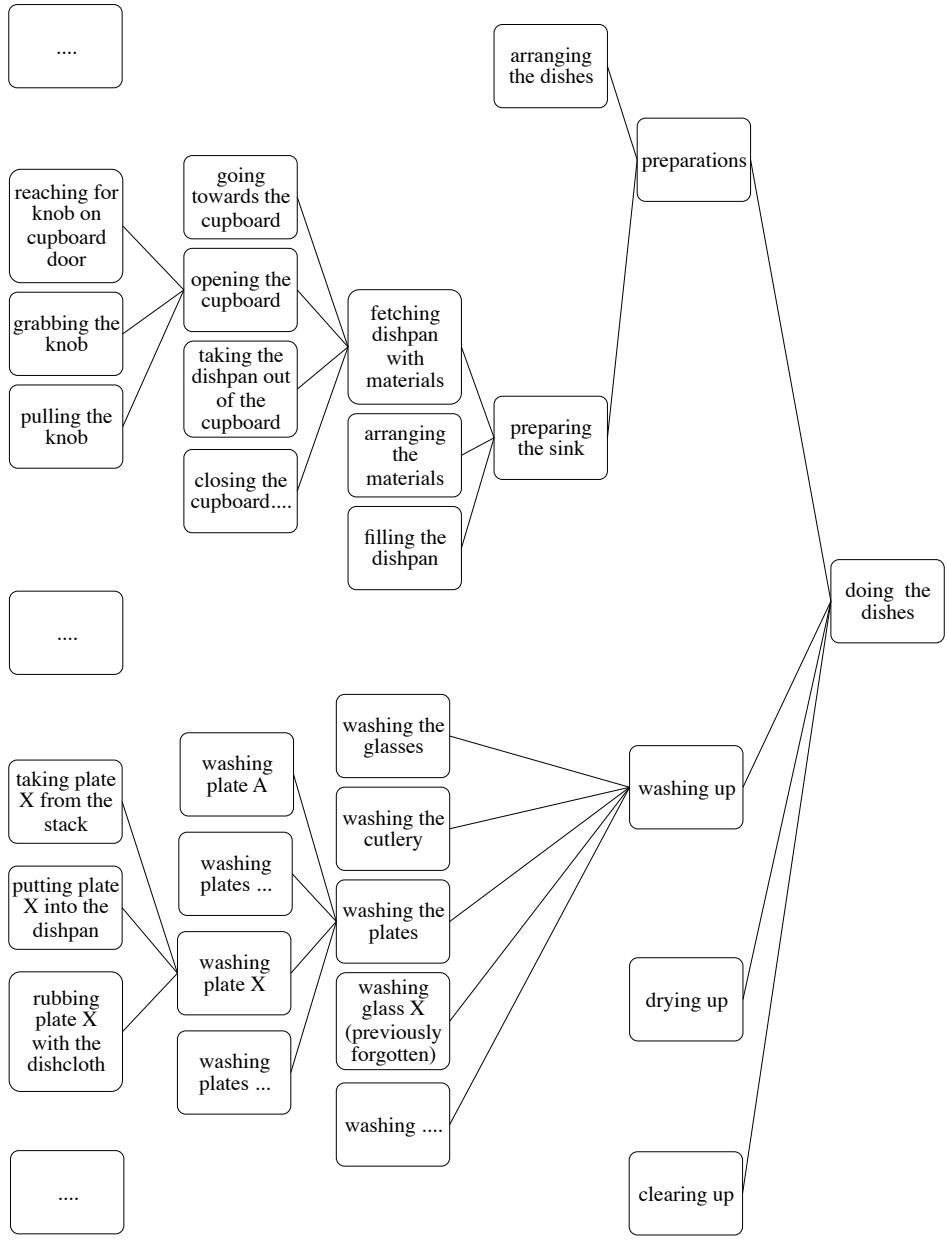 ....
arranging
the dishes
preparations
reaching for
knob on
cupboard
door
grabbing the
knob
pulling the
knob
going
towards the
cupboard
opening the
cupboard
taking the
dishpan out
of the
cupboard
closing the
cupboard....
fetching
dishpan
with
materials
arranging
the
materials
filling the
dishpan
preparing
the sink
doing the
dishes
....
taking plate
X from the
stack
putting plate
X into the
dishpan
rubbing
plate X
with the
dishcloth
washing
plate A
washing
plates ...
washing
plate X
washing
plates ...
washing the
glasses
washing the
cutlery
washing the
plates
washing
glass X
(previously
forgotten)
washing ....
washing up
drying up
clearing up
....